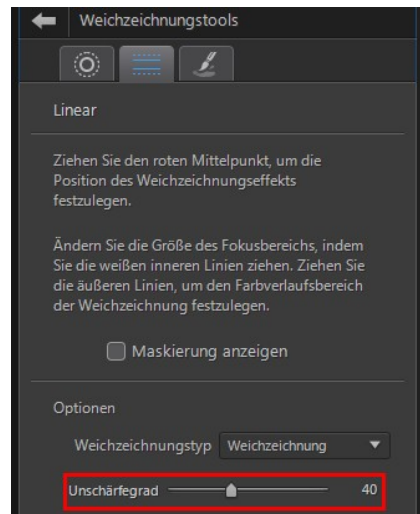 Weichzeichnungstools
Linear
Ziehen Sie den roten Mittelpunkt, um die
Position des Weichzeichnungseffekts
festzulegen.
Ändern Sie die Größe des Fokusbereichs, indem
Sie die weißen inneren Linien ziehen. Ziehen Sie
die äußeren Linien, um den Farbverlaufsbereich
der Weichzeichnung festzulegen.
Maskierung anzeigen
Optionen
Weichzeichnungstyp Weichzeichnung
Unschärfegrad 40